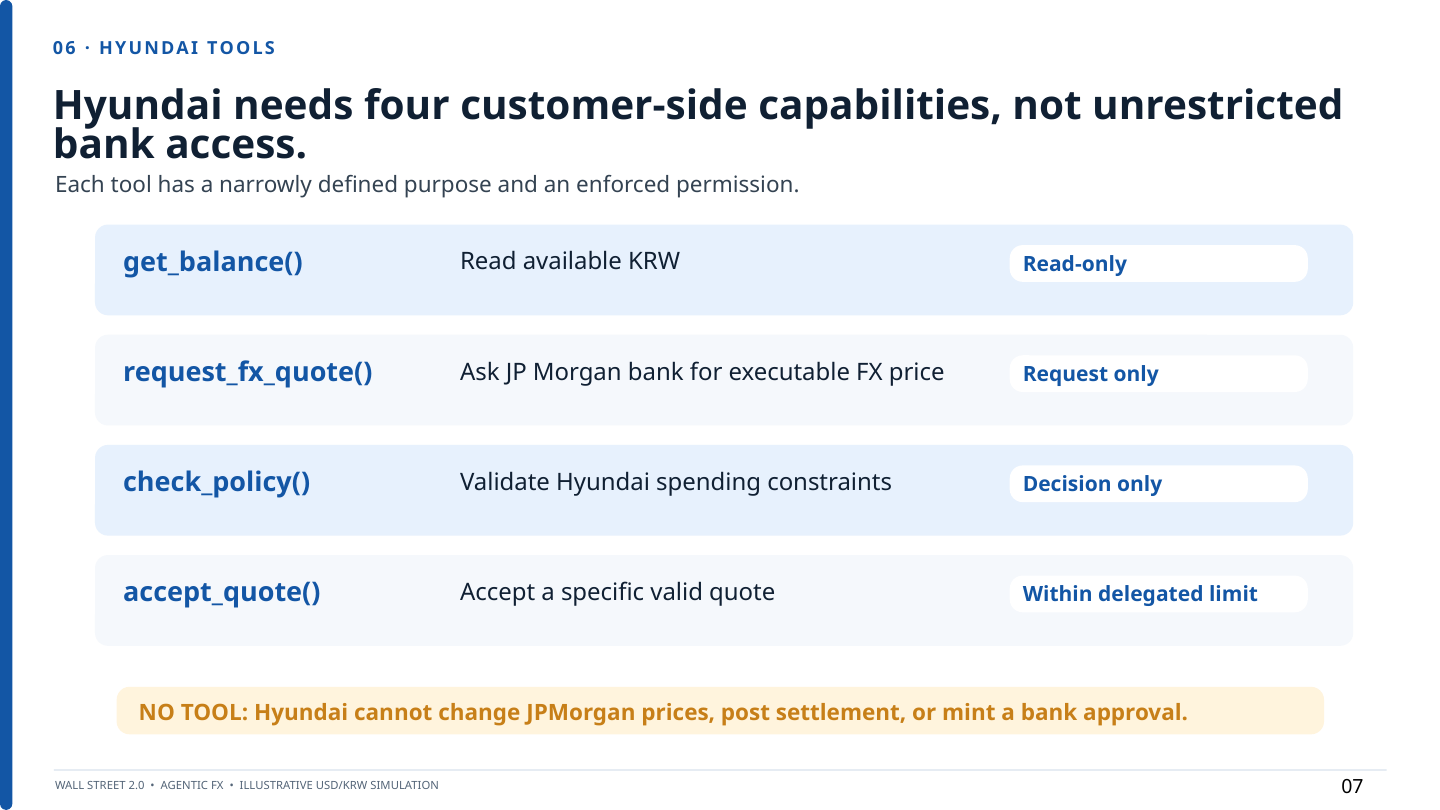 06 · HYUNDAI TOOLS
Hyundai needs four customer-side capabilities, not unrestricted
bank access.
Each tool has a narrowly defined purpose and an enforced permission.
get_balance()
Read available KRW
Read-only
request_fx_quote()
Ask JP Morgan bank for executable FX price
Request only
check_policy()
Validate Hyundai spending constraints
Decision only
accept_quote()
Accept a specific valid quote
Within delegated limit
NO TOOL: Hyundai cannot change JPMorgan prices, post settlement, or mint a bank approval.
WALL STREET 2.0 • AGENTIC FX • ILLUSTRATIVE USD/KRW SIMULATION
07